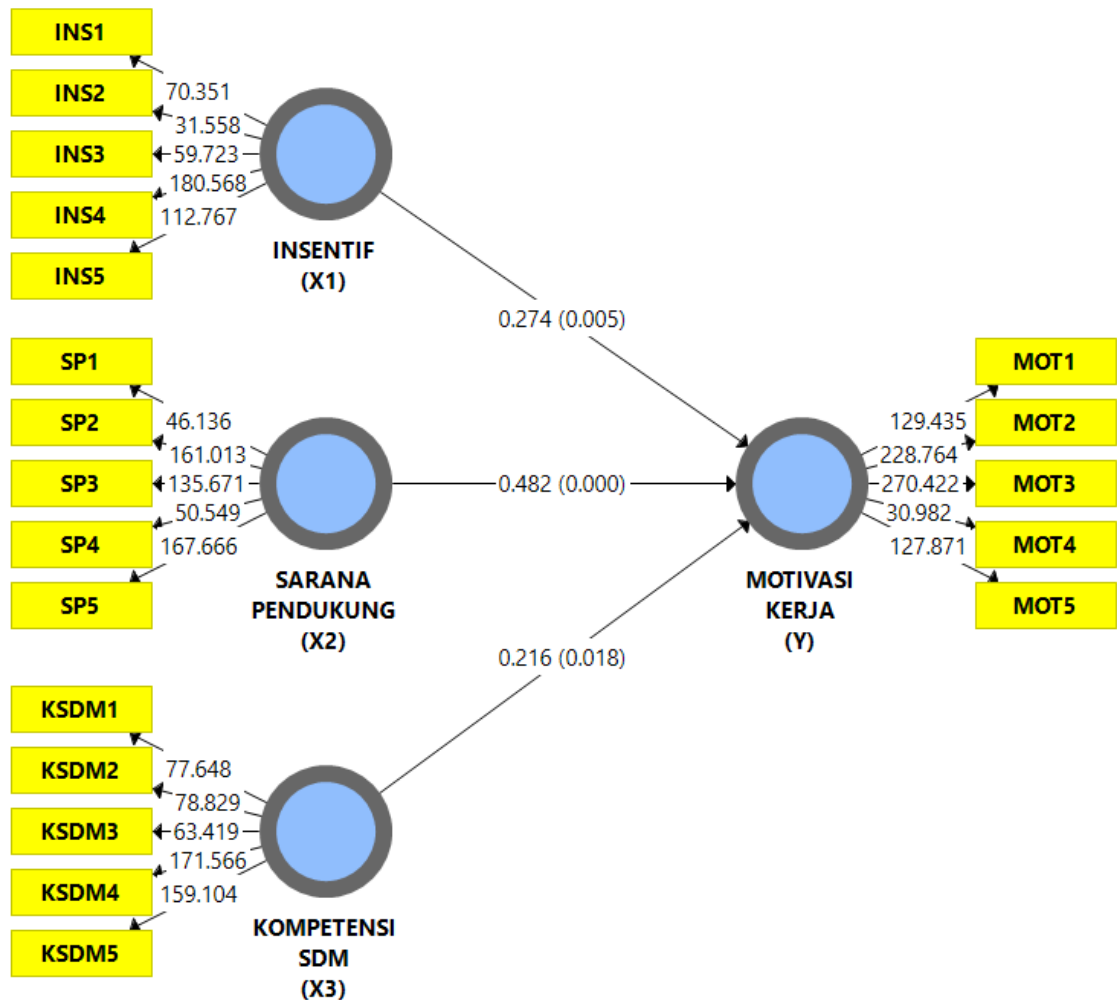 INS1
INS2
INS3
INS4
INS5
70.351
31.558
59.723
180.568
112.767
INSENTIF
(X1)
0.274 (0.005)
SP1
SP2
SP3
SP4
SP5
46.136
161.013
135.671
50.549
167.666
SARANA
PENDUKUNG
(X2)
0.482 (0.000)
KSDM1
KSDM2
KSDM3
KSDM4
KSDM5
77.648
78.829
63.419
171.566
159.104
KOMPETENSI
SDM
(X3)
0.216 (0.018)
MOTIVASI
KERJA
(Y)
129.435
228.764
270.422
30.982
127.871
MOT1
MOT2
MOT3
MOT4
MOT5